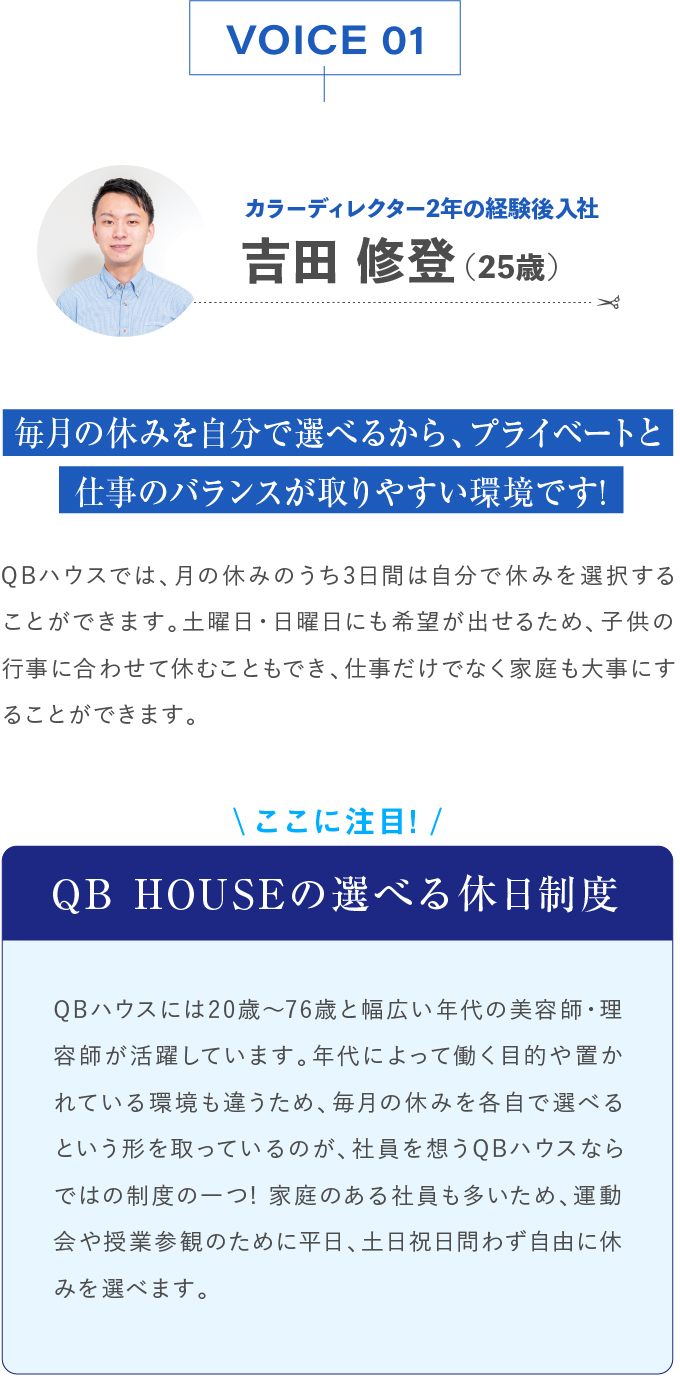 VOICE 01
カラーディレクター2年の経験後入社
吉田 修登（25歳）
毎月の休みを自分で選べるから、プライベートと
仕事のバランスが取りやすい環境です!
QBハウスでは、月の休みのうち3日間は自分で休みを選択する
ことができます。土曜日・日曜日にも希望が出せるため、子供の
行事に合わせて休むこともでき、仕事だけでなく家庭も大事にす
ることができます。
\ ここに注目! /
QB HOUSEの選べる休日制度
QBハウスには20歳〜76歳と幅広い年代の美容師・理
容師が活躍しています。年代によって働く目的や置か
れている環境も違うため、毎月の休みを各自で選べる
という形を取っているのが、社員を想うQBハウスなら
ではの制度の一つ! 家庭のある社員も多いため、運動
会や授業参観のために平日、土日祝日問わず自由に休
みを選べます。